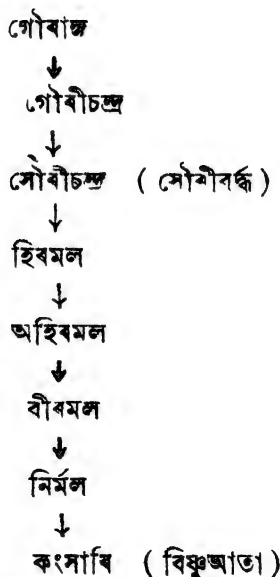 গৌৰাঙ্গ
↓
গৌৰীচন্দ্ৰ
↓
সৌৰীচন্দ্ৰ (সৌৰীবৰ্দ্ধ)
↓
হিৰমল
↓
অহিৰমল
↓
বীৰমল
↓
নিৰ্মল
↓
কংসাৰি (বিষ্ণুআতা)